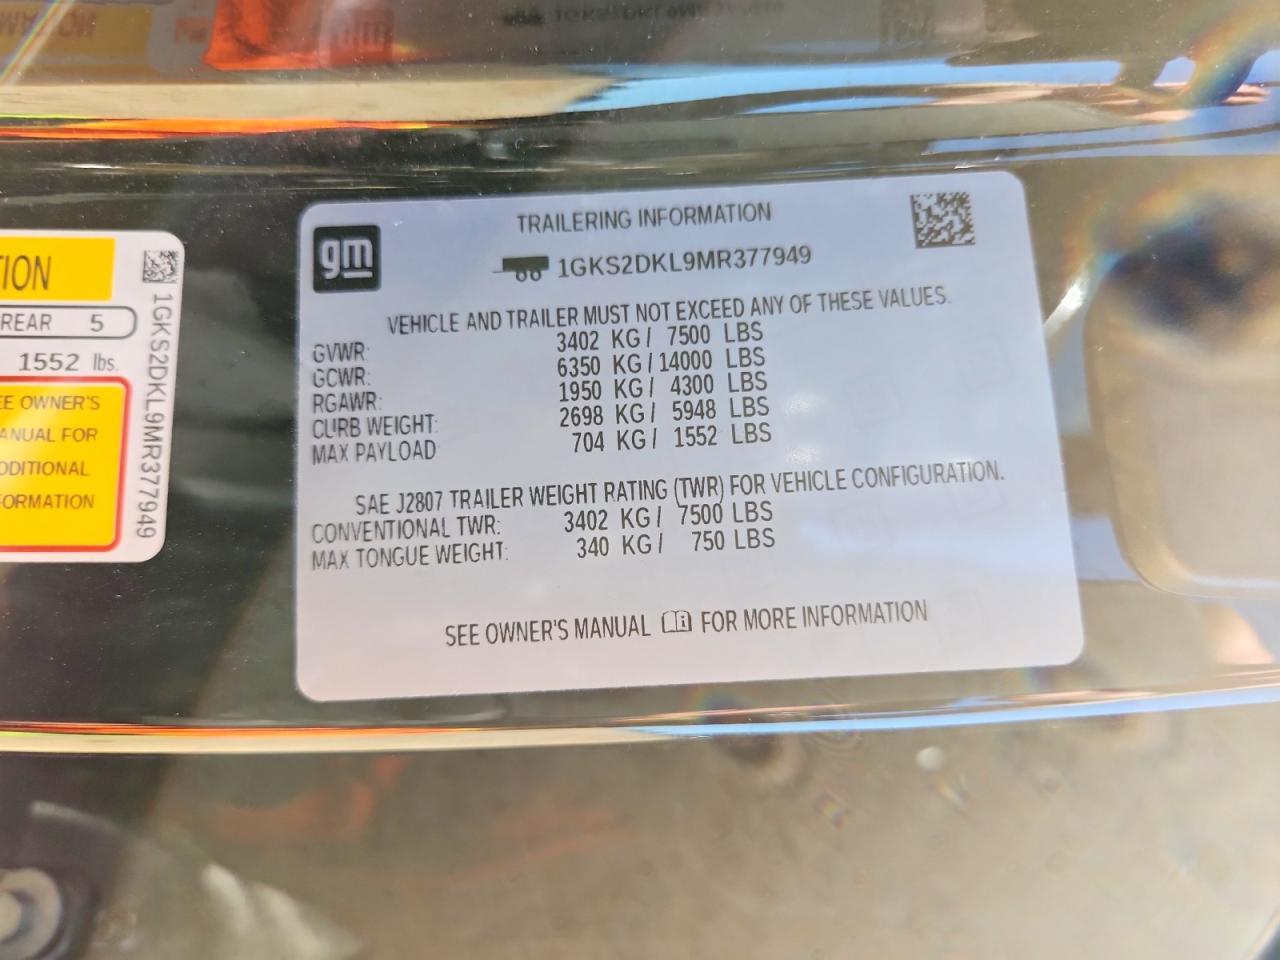 TION
REAR 5
1552 lbs.
EE OWNER'S
ANUAL FOR
DDITIONAL
FORMATION
1GKS2DKL9MR377949
gm
TRAILERING INFORMATION
1GKS2DKL9MR377949
VEHICLE AND TRAILER MUST NOT EXCEED ANY OF THESE VALUES.
GVWR: 3402 KG/ 7500 LBS
GCWR: 6350 KG/14000 LBS
RGAWR: 1950 KG/ 4300 LBS
CURB WEIGHT: 2698 KG/ 5948 LBS
MAX PAYLOAD 704 KG/ 1552 LBS
SAE J2807 TRAILER WEIGHT RATING (TWR) FOR VEHICLE CONFIGURATION.
CONVENTIONAL TWR: 3402 KG/ 7500 LBS
MAX TONGUE WEIGHT: 340 KG/ 750 LBS
SEE OWNER'S MANUAL FOR MORE INFORMATION